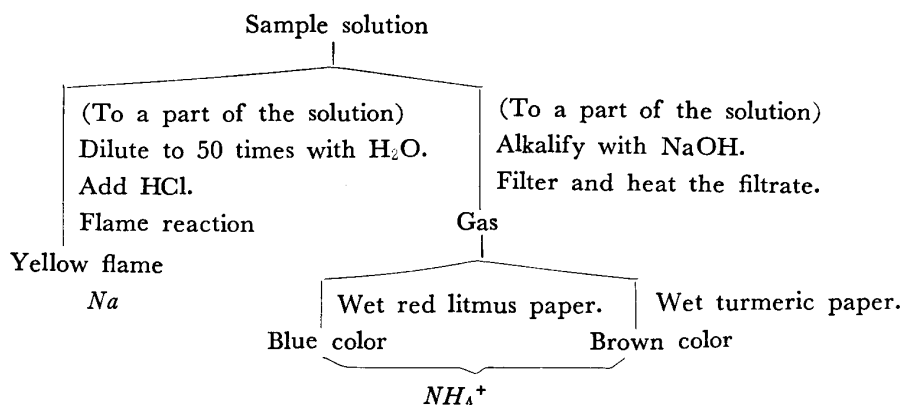 Sample solution
(To a part of the solution)
Dilute to 50 times with H₂O.
Add HCl.
Flame reaction
Yellow flame
Na
(To a part of the solution)
Alkalify with NaOH.
Filter and heat the filtrate.
Gas
Wet red litmus paper.
Blue color
Wet turmeric paper.
Brown color
NH₄⁺